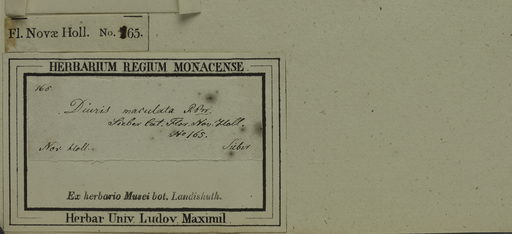 Fl. Novæ Holl. No. 165.
HERBARIUM REGIUM MONACENSE
165
Diuris maculata R.Br.
Sieber Cat. Flor. Nov. Holl.
No 165.
Nov. Holl. Sieber
Ex herbario Musei bot. Landishuth.
Herbar Univ. Ludov. Maximil